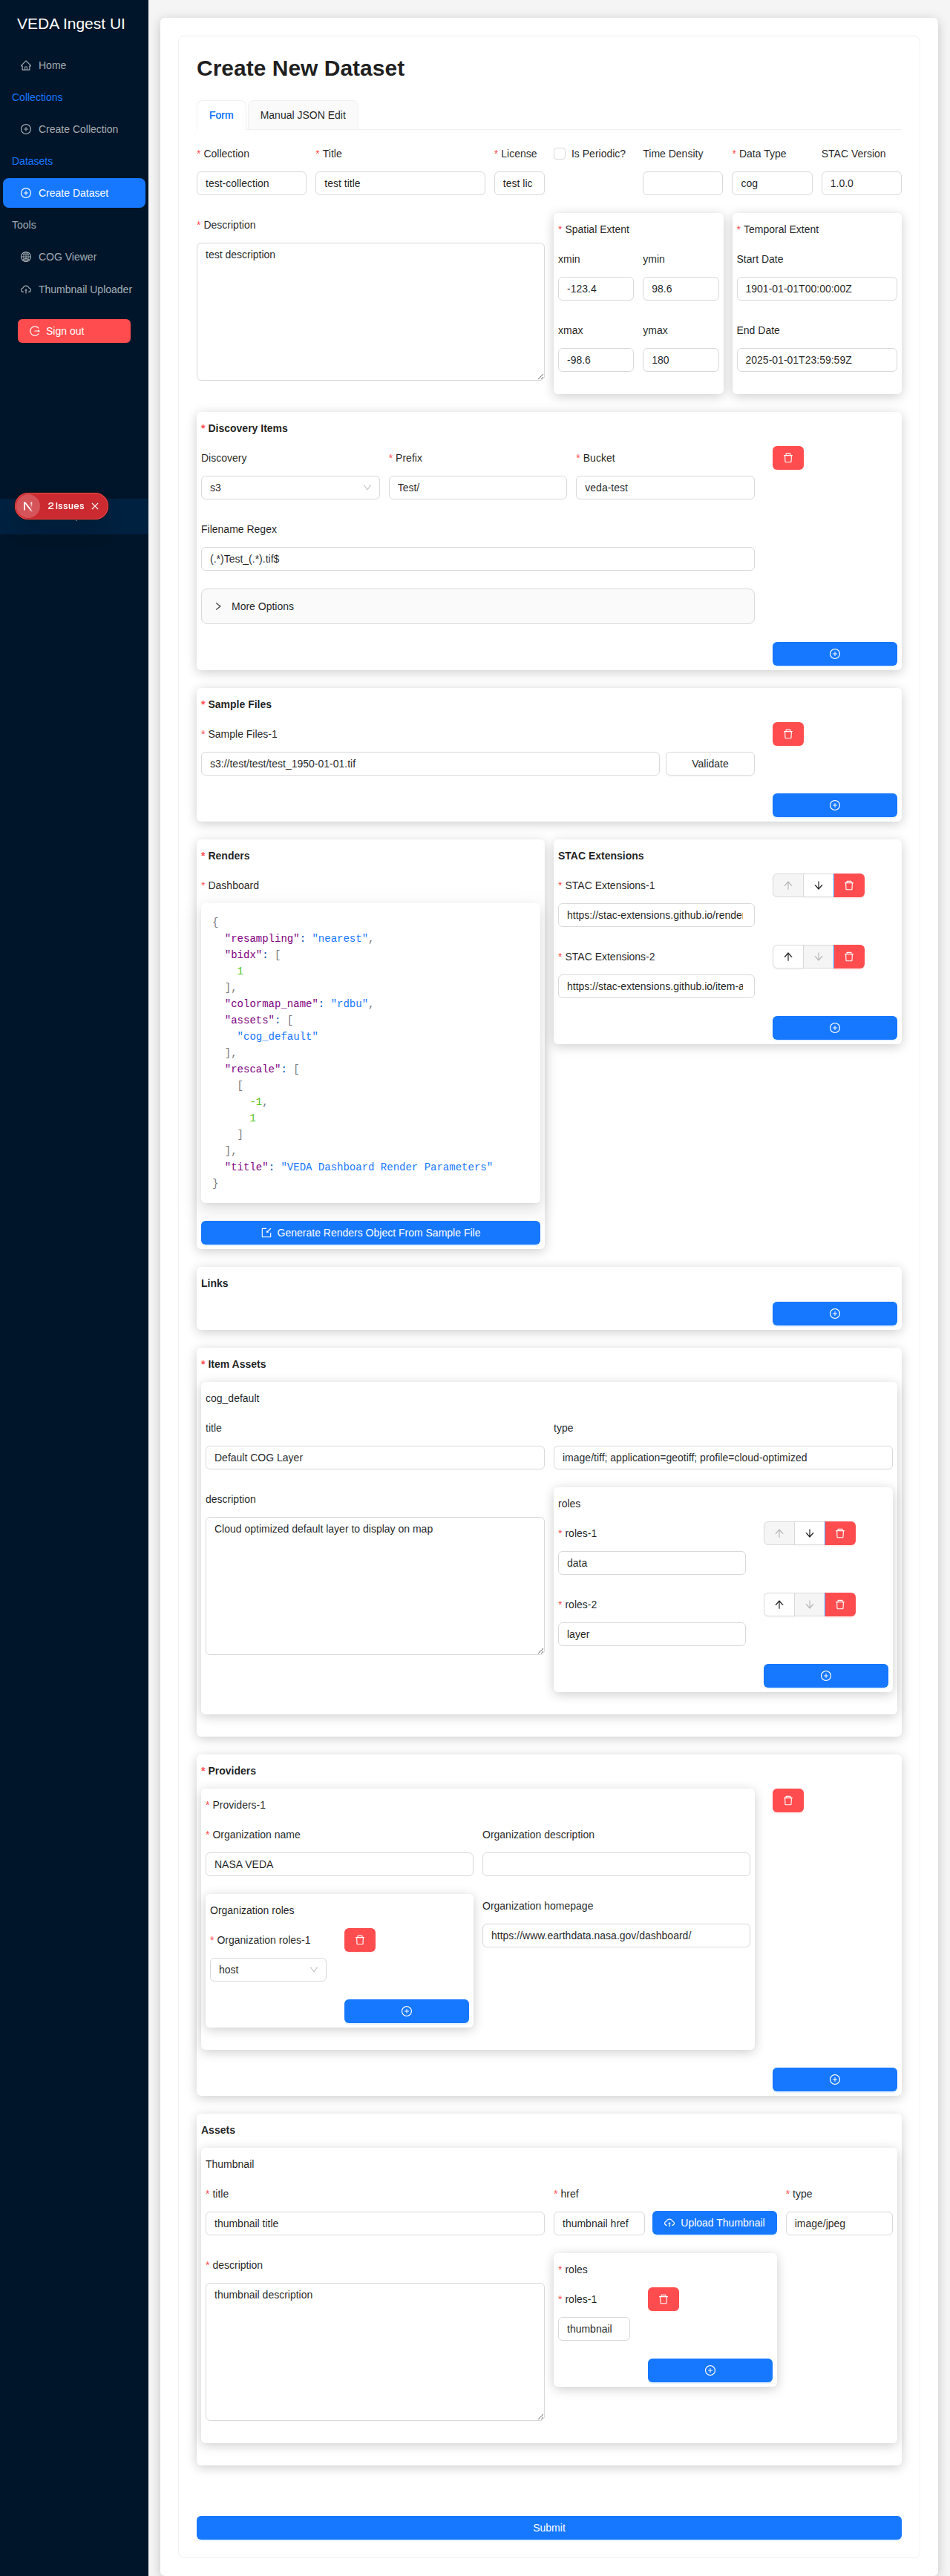 VEDA Ingest UI
Home
Collections
Create Collection
Datasets
Create Dataset
Tools
COG Viewer
Thumbnail Uploader
Sign out
2 Issues
Create New Dataset
Form
Manual JSON Edit
* Collection
* Title
* License
Is Periodic?
Time Density
* Data Type
STAC Version
test-collection
test title
test lic
cog
1.0.0
* Description
test description
* Spatial Extent
xmin
ymin
-123.4
98.6
xmax
ymax
-98.6
180
* Temporal Extent
Start Date
1901-01-01T00:00:00Z
End Date
2025-01-01T23:59:59Z
* Discovery Items
Discovery
* Prefix
* Bucket
s3
Test/
veda-test
Filename Regex
(.*)Test_(.*).tif$
More Options
* Sample Files
* Sample Files-1
s3://test/test/test_1950-01-01.tif
Validate
* Renders
* Dashboard
{
"resampling": "nearest",
"bidx": [
1
],
"colormap_name": "rdbu",
"assets": [
"cog_default"
],
"rescale": [
[
-1,
1
]
],
"title": "VEDA Dashboard Render Parameters"
}
Generate Renders Object From Sample File
STAC Extensions
* STAC Extensions-1
https://stac-extensions.github.io/render
* STAC Extensions-2
https://stac-extensions.github.io/item-a
Links
* Item Assets
cog_default
title
type
Default COG Layer
image/tiff; application=geotiff; profile=cloud-optimized
description
Cloud optimized default layer to display on map
roles
* roles-1
data
* roles-2
layer
* Providers
* Providers-1
* Organization name
Organization description
NASA VEDA
Organization roles
* Organization roles-1
host
Organization homepage
https://www.earthdata.nasa.gov/dashboard/
Assets
Thumbnail
* title
* href
* type
thumbnail title
thumbnail href
Upload Thumbnail
image/jpeg
* description
thumbnail description
* roles
* roles-1
thumbnail
Submit